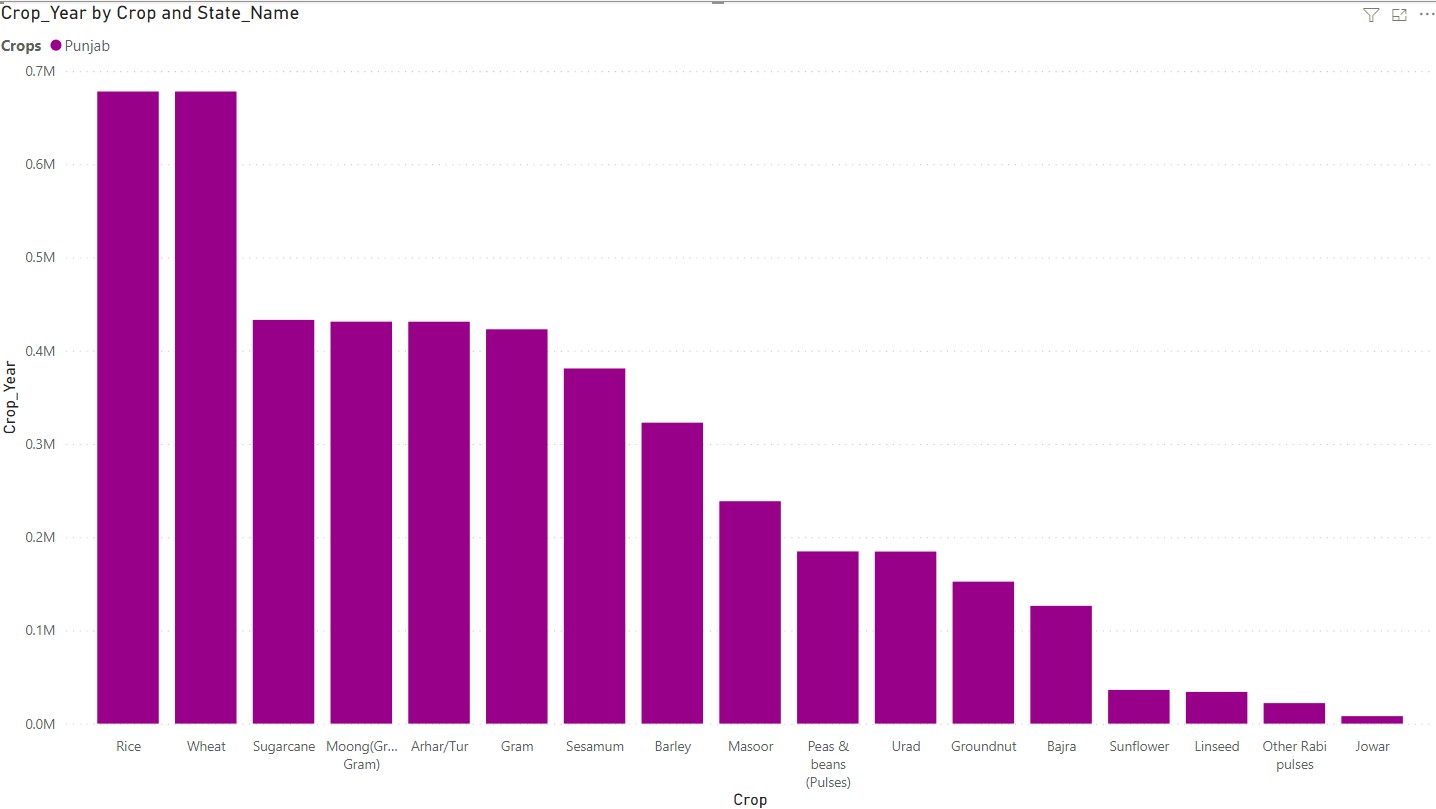 Crop_Year by Crop and State_Name
Crops Punjab
0.7M
0.6M
0.5M
0.4M
0.3M
0.2M
0.1M
0.0M
Crop_Year
Rice
Wheat
Sugarcane
Moong(Gr...
Gram)
Arhar/Tur
Gram
Sesamum
Barley
Masoor
Peas &
beans
(Pulses)
Urad
Groundnut
Bajra
Sunflower
Linseed
Other Rabi
pulses
Jowar
Crop